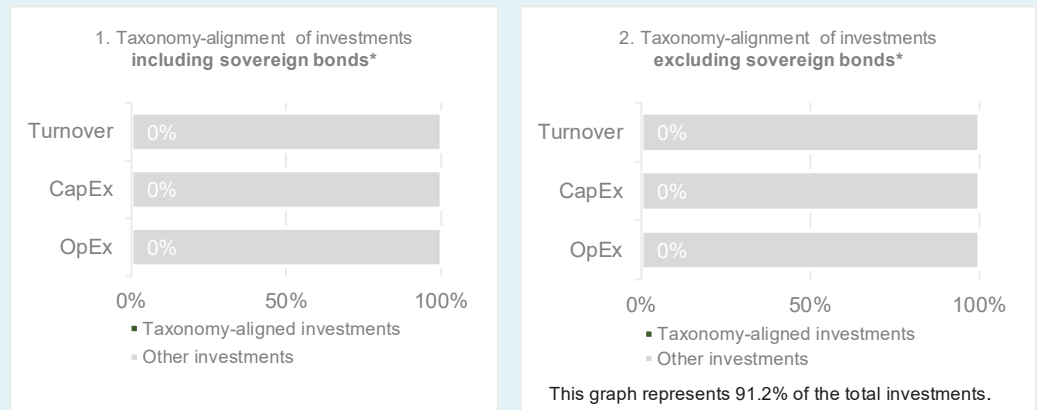 1. Taxonomy-alignment of investments
including sovereign bonds*
Turnover 0%
CapEx 0%
OpEx 0%
0% 50% 100%
Taxonomy-aligned investments
Other investments
2. Taxonomy-alignment of investments
excluding sovereign bonds*
Turnover 0%
CapEx 0%
OpEx 0%
0% 50% 100%
Taxonomy-aligned investments
Other investments
This graph represents 91.2% of the total investments.